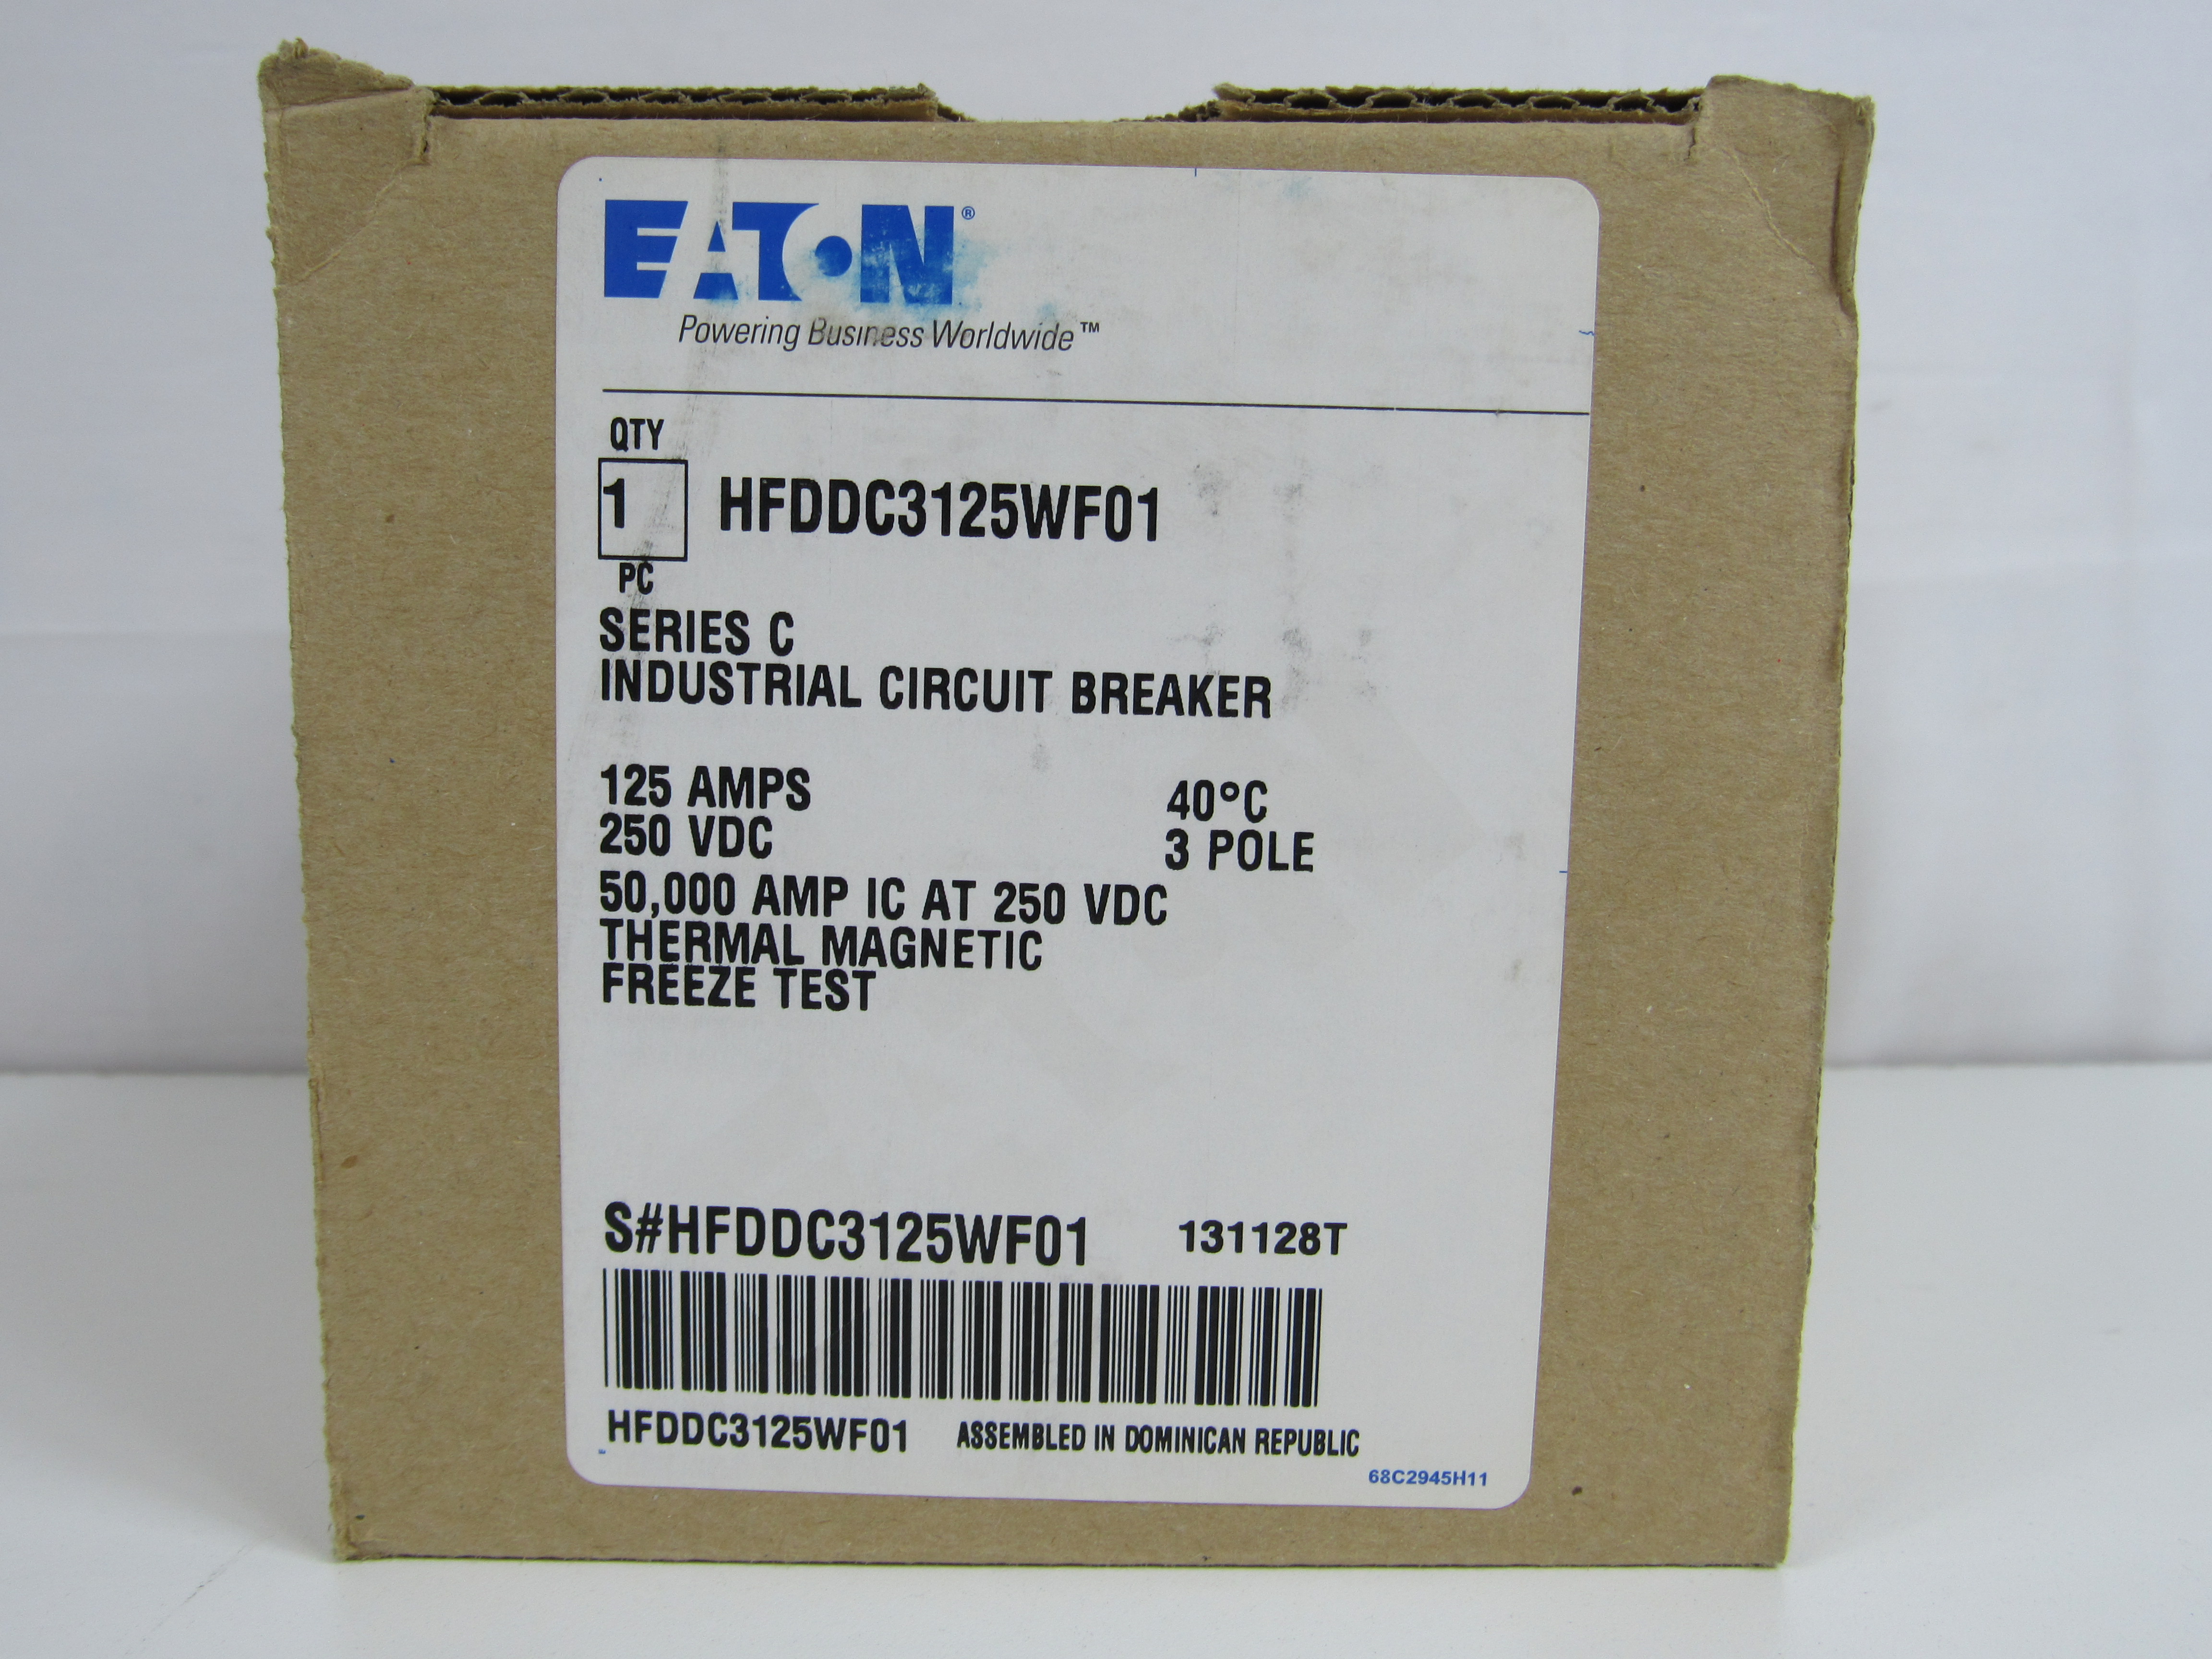 EATON®
Powering Business Worldwide™
QTY
1 HFDDC3125WF01
PC
SERIES C
INDUSTRIAL CIRCUIT BREAKER
125 AMPS 40°C
250 VDC 3 POLE
50,000 AMP IC AT 250 VDC
THERMAL MAGNETIC
FREEZE TEST
S#HFDDC3125WF01 131128T
HFDDC3125WF01 ASSEMBLED IN DOMINICAN REPUBLIC
68C2945H11